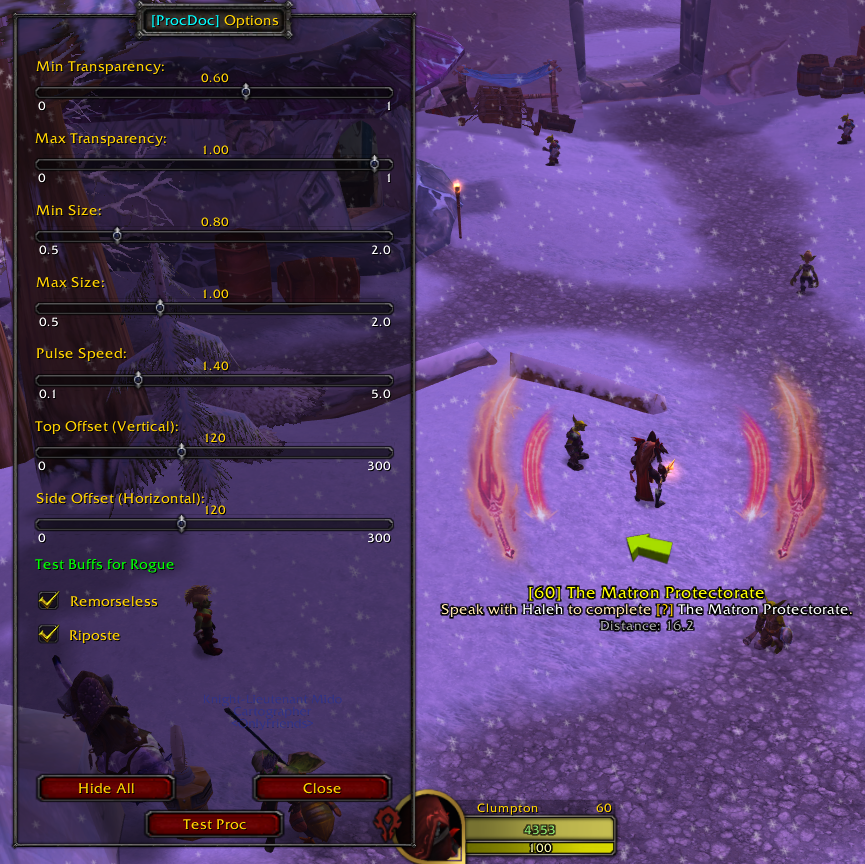 [ProcDoc] Options
Min Transparency:
0.60
0 1
Max Transparency:
1.00
0 1
Min Size:
0.80
0.5 2.0
Max Size:
1.00
0.5 2.0
Pulse Speed:
1.40
0.1 5.0
Top Offset (Vertical):
120
0 300
Side Offset (Horizontal):
120
0 300
Test Buffs for Rogue
Remorseless
Riposte
Hide All Close
Test Proc
[60] The Matron Protectorate
Speak with Haleh to complete [?] The Matron Protectorate.
Distance: 16.2
Clumpton 60
4353
100